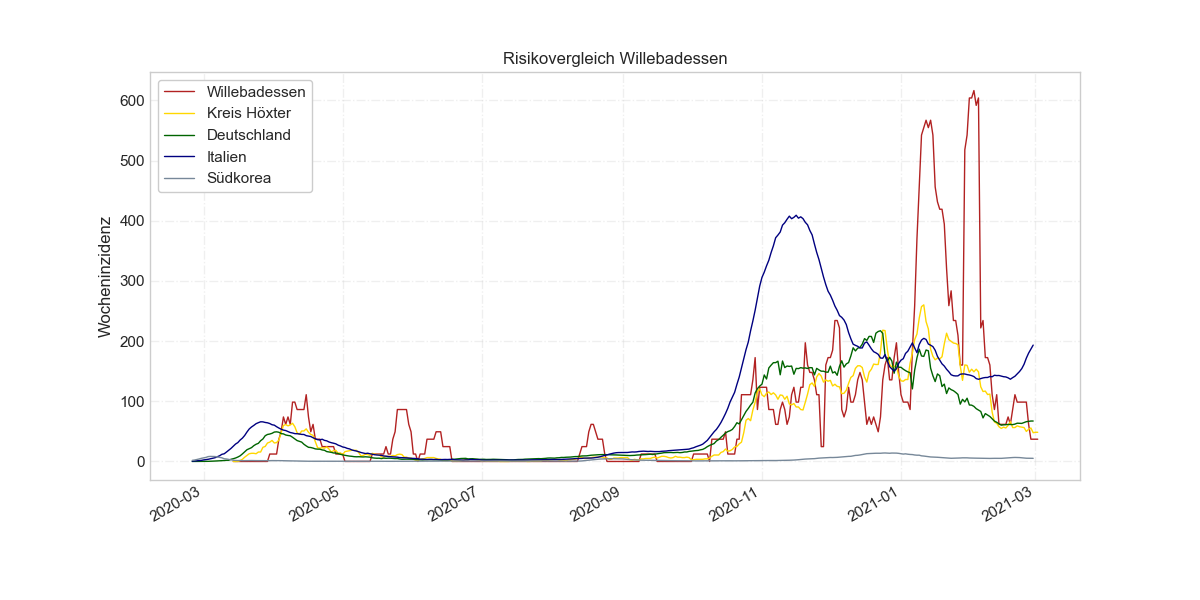 Risikovergleich Willebadessen
Willebadessen
Kreis Höxter
Deutschland
Italien
Südkorea
Wocheninzidenz
600
500
400
300
200
100
0
2020-03
2020-05
2020-07
2020-09
2020-11
2021-01
2021-03